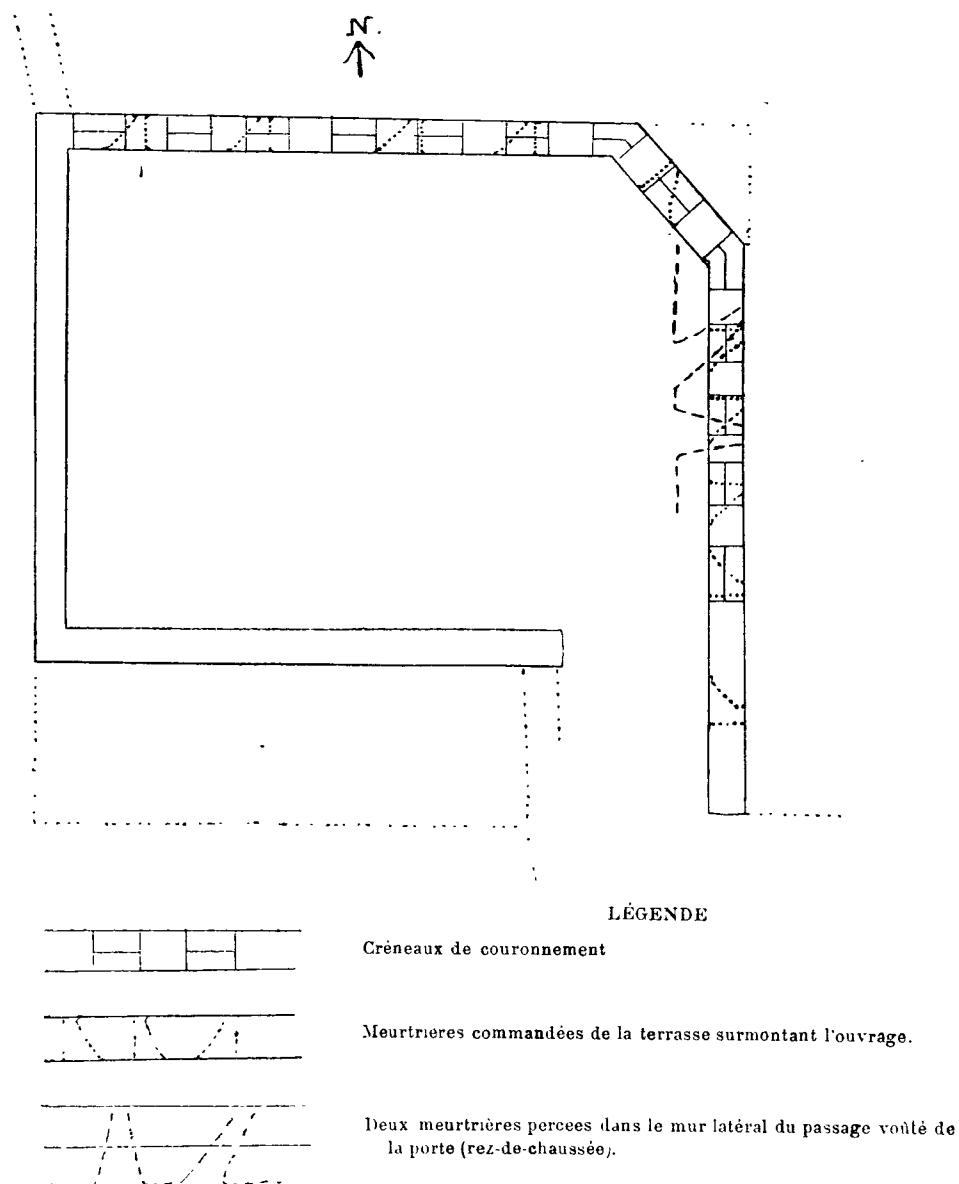 N.
LÉGENDE
Créneaux de couronnement
Meurtrières commandées de la terrasse surmontant l'ouvrage.
Deux meurtrières percees dans le mur latéral du passage voûté de
la porte (rez-de-chaussée).